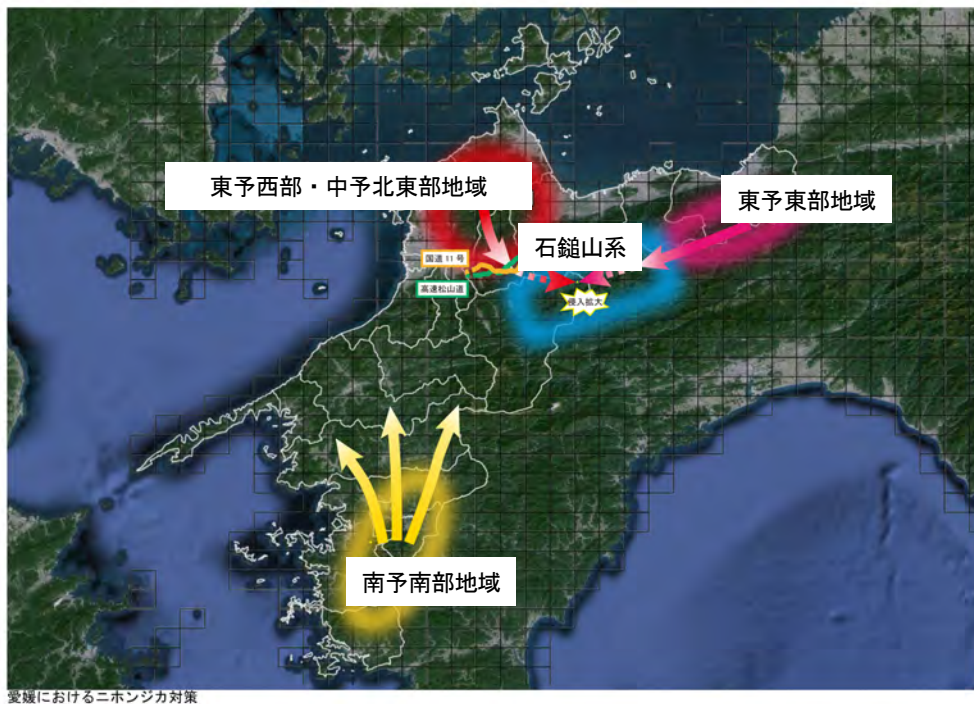 東予西部・中予北東部地域
東予東部地域
石鎚山系
国道11号
高速松山道
侵入拡大
南予南部地域
愛媛におけるニホンジカ対策